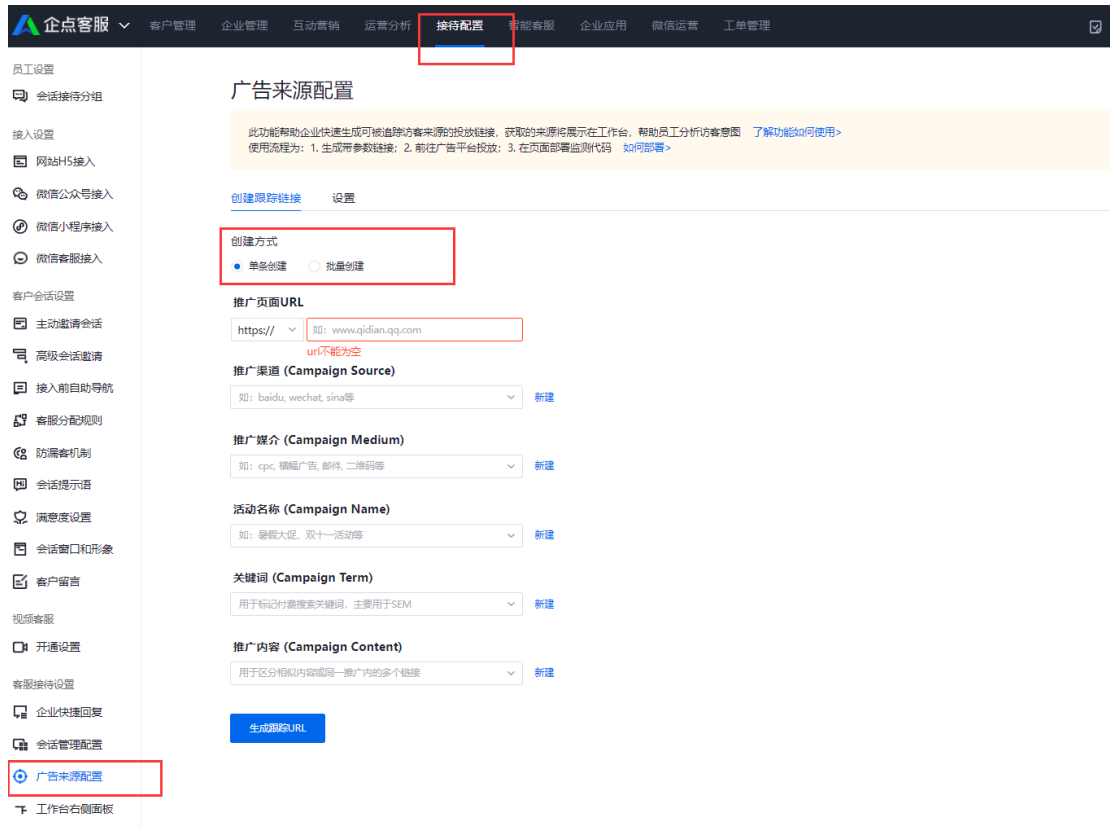 企点客服
客户管理
企业管理
互动营销
运营分析
接待配置
智能客服
企业应用
微信运营
工单管理
员工设置
会话接待分组
接入设置
网站H5接入
微信公众号接入
微信小程序接入
微信客服接入
客户会话设置
主动邀请会话
高级会话邀请
接入前自助导航
客服分配规则
防漏客机制
会话提示语
满意度设置
会话窗口和形象
客户留言
视频客服
开通设置
客服接待设置
企业快捷回复
会话管理配置
广告来源配置
工作台右侧面板
广告来源配置
此功能帮助企业快速生成可被追踪访客来源的投放链接，获取的来源将展示在工作台，帮助员工分析访客意图 了解功能如何使用>
使用流程为：1. 生成带参数链接；2. 前往广告平台投放；3. 在页面部署监测代码 如何部署>
创建跟踪链接 设置
创建方式
单条创建 批量创建
推广页面URL
https:// 如：www.qidian.qq.com
url不能为空
推广渠道 (Campaign Source)
如：baidu, wechat, sina等 新建
推广媒介 (Campaign Medium)
如：cpc, 横幅广告, 邮件, 二维码等 新建
活动名称 (Campaign Name)
如：暑假大促、双十一活动等 新建
关键词 (Campaign Term)
用于标记付费搜索关键词，主要用于SEM 新建
推广内容 (Campaign Content)
用于区分相似内容或同一推广内的多个链接 新建
生成跟踪URL